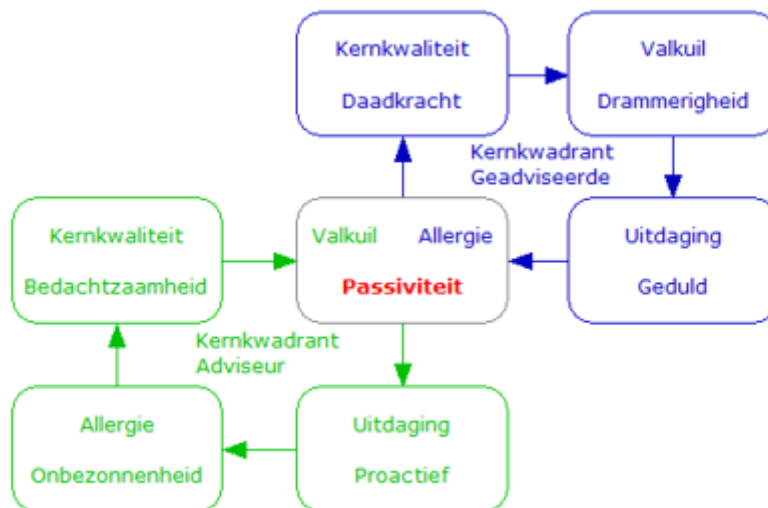 Kernkwaliteit
Daadkracht
Valkuil
Drammerigheid
Kernkwadrant
Geadviseerde
Kernkwaliteit
Bedachtzaamheid
Valkuil Allergie
Passiviteit
Uitdaging
Geduld
Kernkwadrant
Adviseur
Allergie
Onbezonnenheid
Uitdaging
Proactief